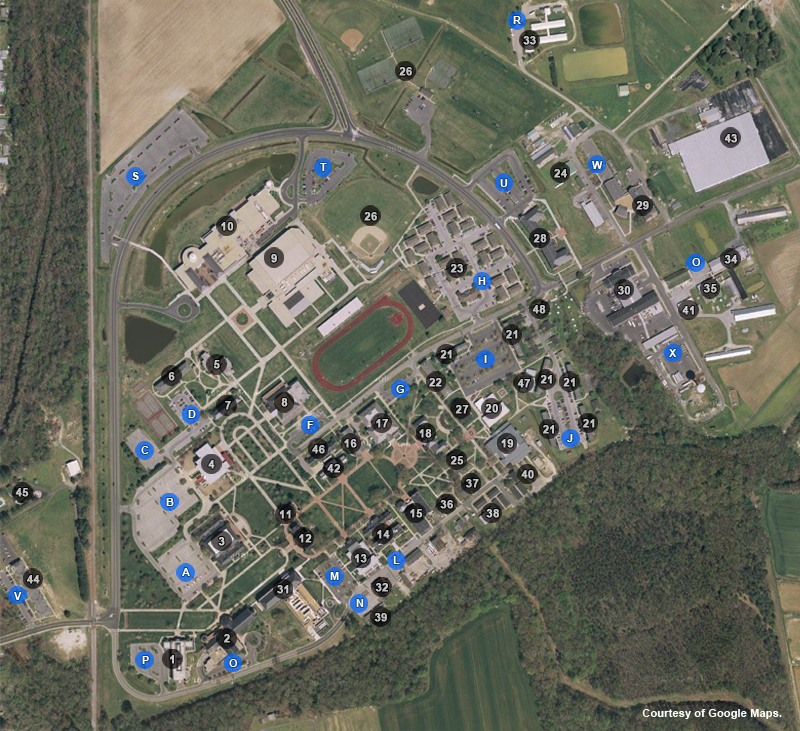 R
33
26
43
S
T
24
W
U
29
26
10
28
9
23
H
O
34
30
35
48
41
21
21
I
X
5
6
22
47
21
21
G
7
8
D
27
20
F
17
21
21
18
J
C
46
16
19
4
42
25
40
37
45
B
36
11
15
38
12
3
14
13
L
A
M
44
32
31
V
N
39
2
1
P
O
Courtesy of Google Maps.